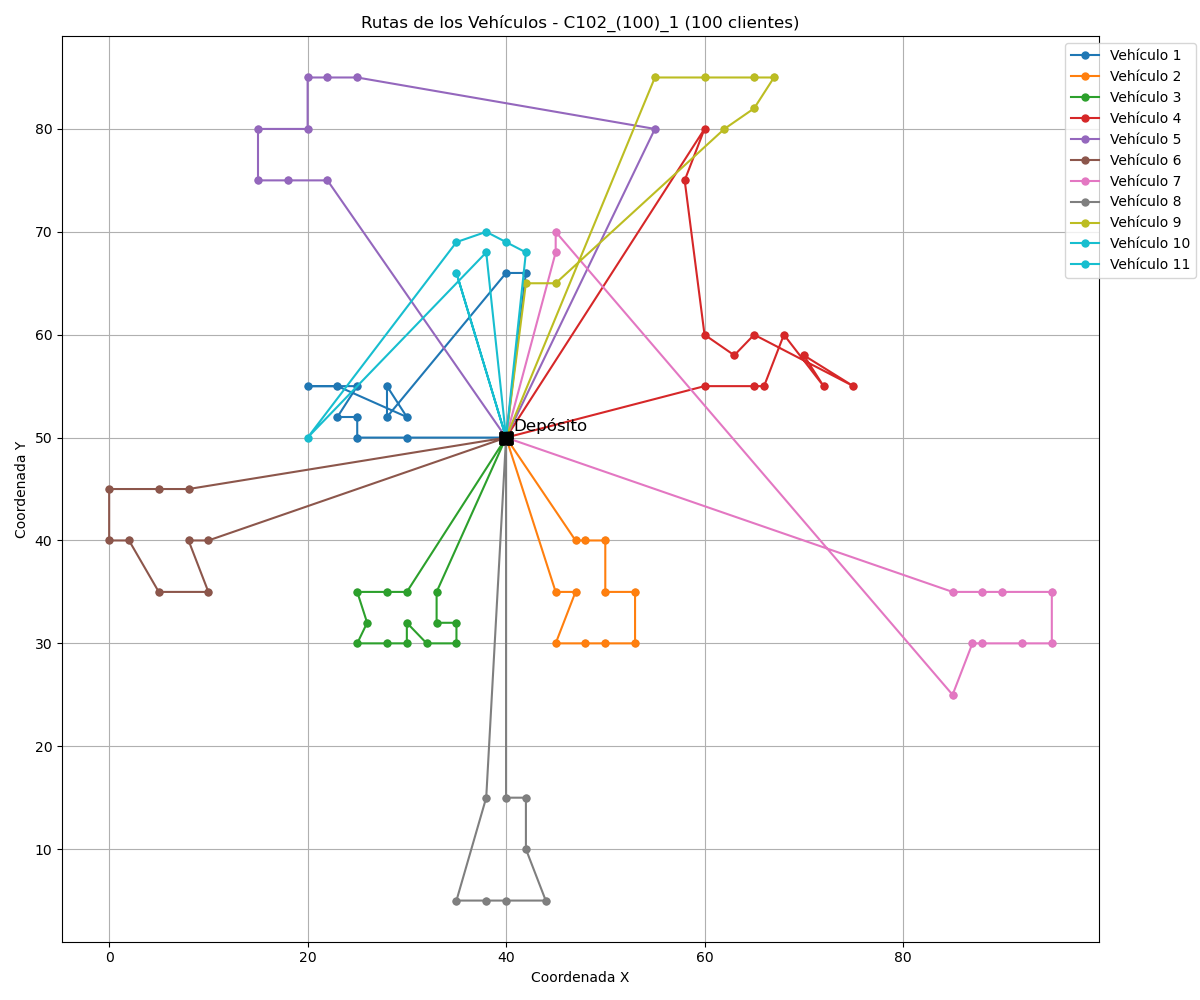 Rutas de los Vehículos - C102_(100)_1 (100 clientes)
Vehículo 1
Vehículo 2
Vehículo 3
Vehículo 4
Vehículo 5
Vehículo 6
Vehículo 7
Vehículo 8
Vehículo 9
Vehículo 10
Vehículo 11
Depósito
Coordenada Y
80
70
60
50
40
30
20
10
0
20
40
60
80
Coordenada X